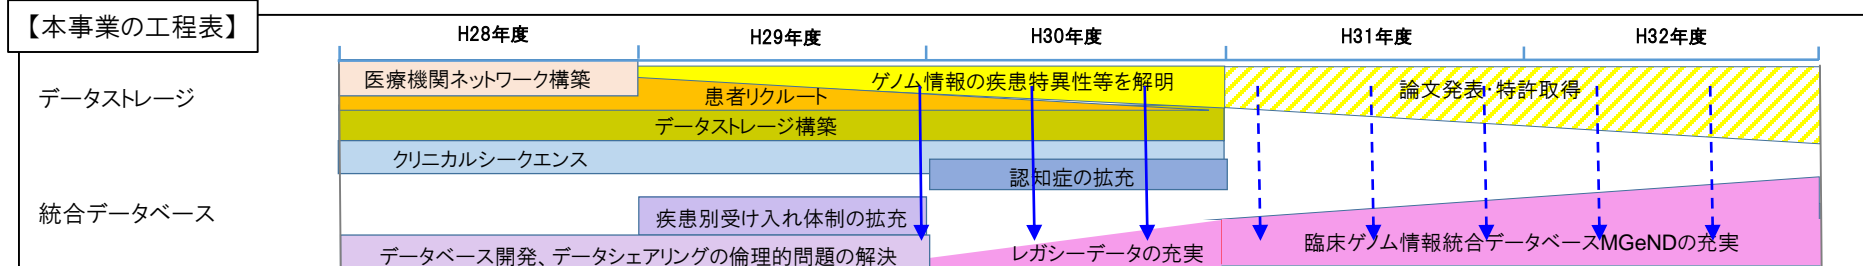 【本事業の工程表】
H28年度
H29年度
H30年度
H31年度
H32年度
データストレージ
医療機関ネットワーク構築
ゲノム情報の疾患特異性等を解明
論文発表・特許取得
患者リクルート
データストレージ構築
クリニカルシークエンス
認知症の拡充
統合データベース
疾患別受け入れ体制の拡充
データベース開発、データシェアリングの倫理的問題の解決
レガシーデータの充実
臨床ゲノム情報統合データベースMGeNDの充実